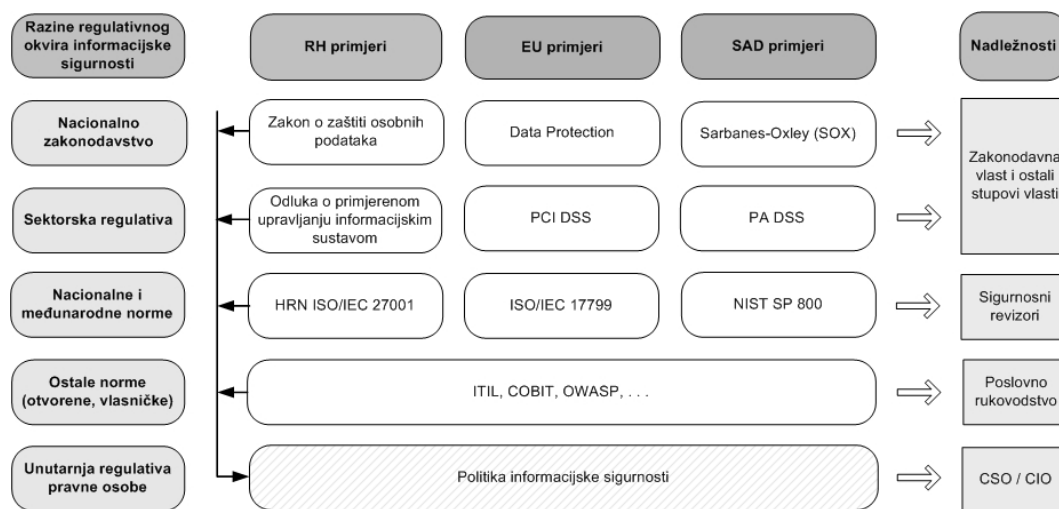 Razine regulativnog
okvira informacijske
sigurnosti
RH primjeri
EU primjeri
SAD primjeri
Nadležnosti
Nacionalno
zakonodavstvo
Zakon o zaštiti osobnih
podataka
Data Protection
Sarbanes-Oxley (SOX)
Zakonodavna
vlast i ostali
stupovi vlasti
Sektorska regulativa
Odluka o primjerenom
upravljanju informacijskim
sustavom
PCI DSS
PA DSS
Nacionalne i
međunarodne norme
HRN ISO/IEC 27001
ISO/IEC 17799
NIST SP 800
Sigurnosni
revizori
Ostale norme
(otvorene, vlasničke)
ITIL, COBIT, OWASP, . . .
Poslovno
rukovodstvo
Unutarnja regulativa
pravne osobe
Politika informacijske sigurnosti
CSO / CIO